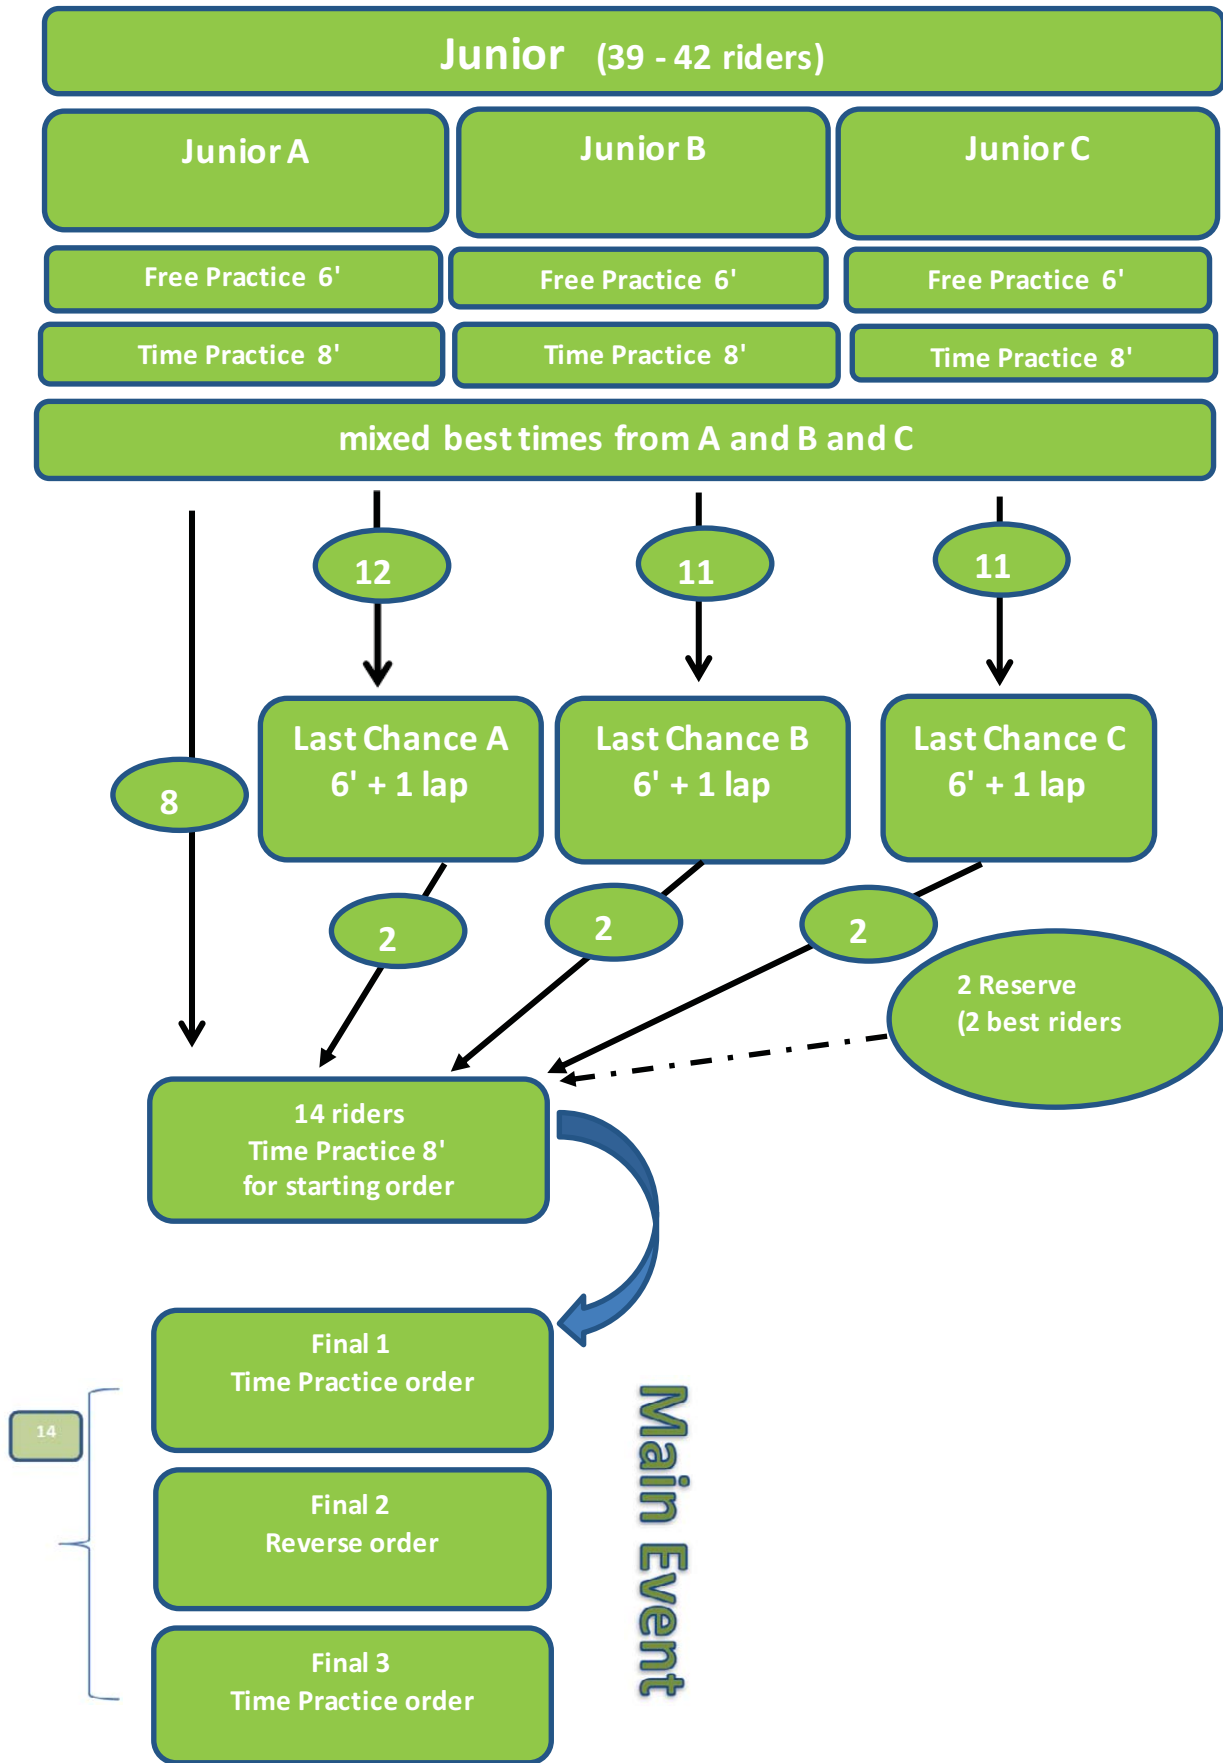 Junior (39 - 42 riders)
Junior A
Junior B
Junior C
Free Practice 6'
Free Practice 6'
Free Practice 6'
Time Practice 8'
Time Practice 8'
Time Practice 8'
mixed best times from A and B and C
12
11
11
Last Chance A
6' + 1 lap
Last Chance B
6' + 1 lap
Last Chance C
6' + 1 lap
8
2
2
2
2 Reserve
(2 best riders
14 riders
Time Practice 8'
for starting order
Final 1
Time Practice order
14
Final 2
Reverse order
Final 3
Time Practice order
Main Event